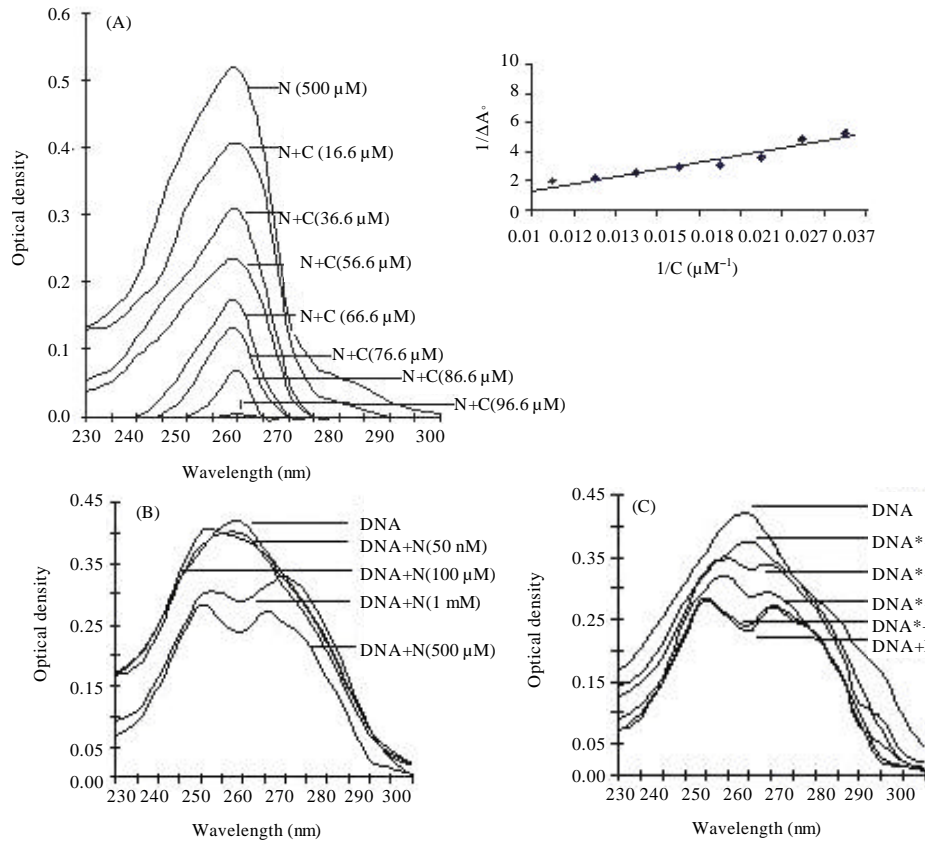 (A)
0.6
0.5
0.4
0.3
0.2
0.1
0.0
Optical density
N (500 µM)
N+C (16.6 µM)
N+C(36.6 µM)
N+C(56.6 µM)
N+C (66.6 µM)
N+C(76.6 µM)
N+C(86.6 µM)
N+C(96.6 µM)
230 240 250 260 270 290 290 300
Wavelength (nm)
10
8
6
4
2
0
1/ΔA°
0.01 0.012 0.013 0.015 0.018 0.021 0.027 0.037
1/C (µM⁻¹)
(B)
0.45
0.35
0.25
0.15
0.05
0.00
Optical density
DNA
DNA+N(50 nM)
DNA+N(100 µM)
DNA+N(1 mM)
DNA+N(500 µM)
230 240 250 260 270 280 290 300
Wavelength (nm)
(C)
0.45
0.35
0.25
0.15
0.05
0.00
Optical density
DNA
DNA*
DNA*
DNA*
DNA*
DNA+
230 240 250 260 270 280 290 300
Wavelength (nm)